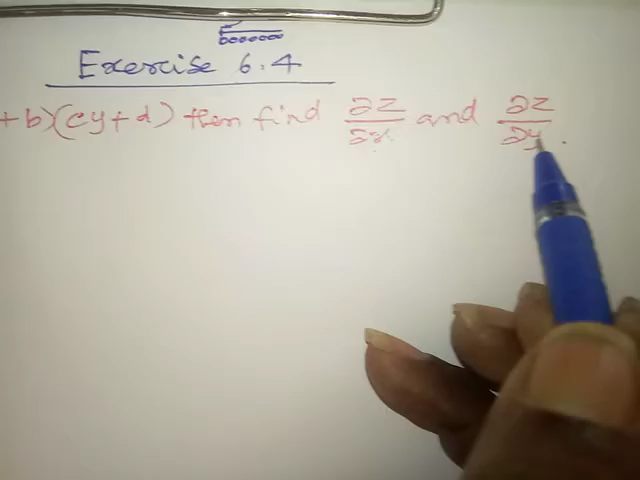 Exercise 6.4
+b)(cy+d) then find ∂z/∂x and ∂z/∂y.